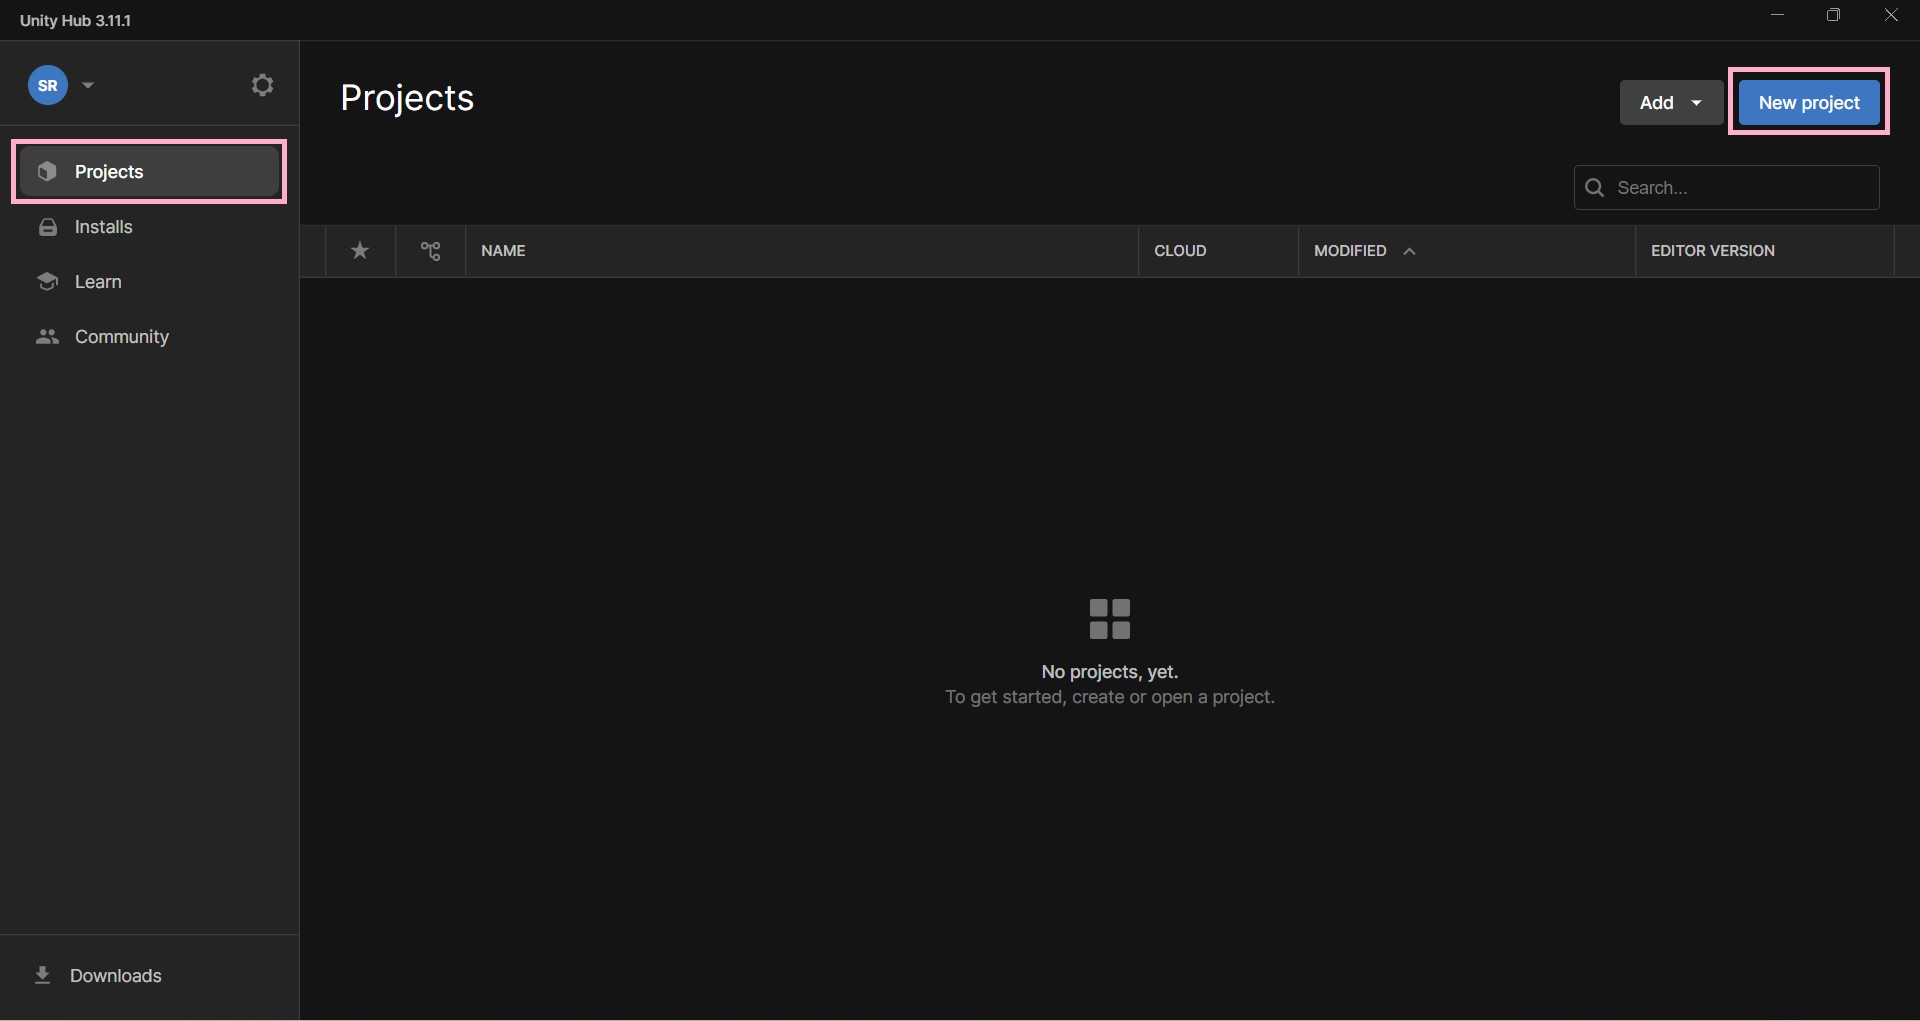 Unity Hub 3.11.1
SR
Projects
Installs
Learn
Community
Downloads
Projects
Add
New project
Search...
NAME
CLOUD
MODIFIED
EDITOR VERSION
No projects, yet.
To get started, create or open a project.